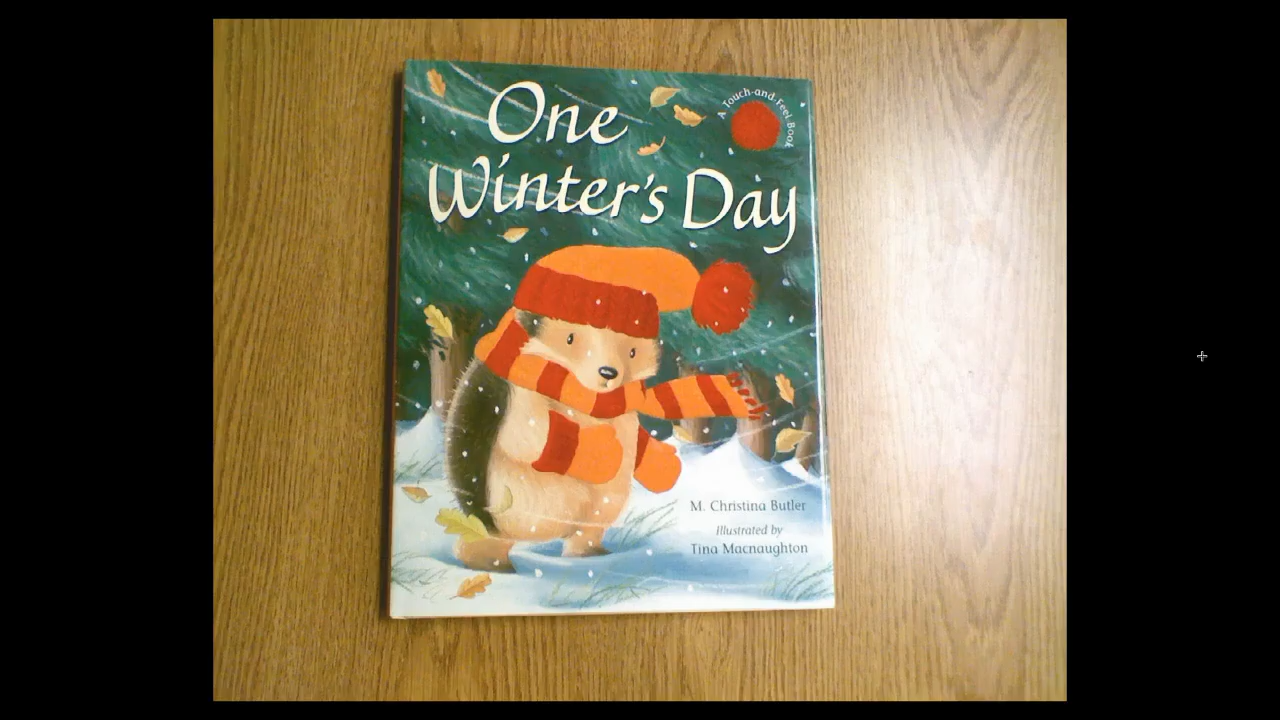 One
Winter's Day
A Touch-and-Feel Book
M. Christina Butler
Illustrated by
Tina Macnaughton